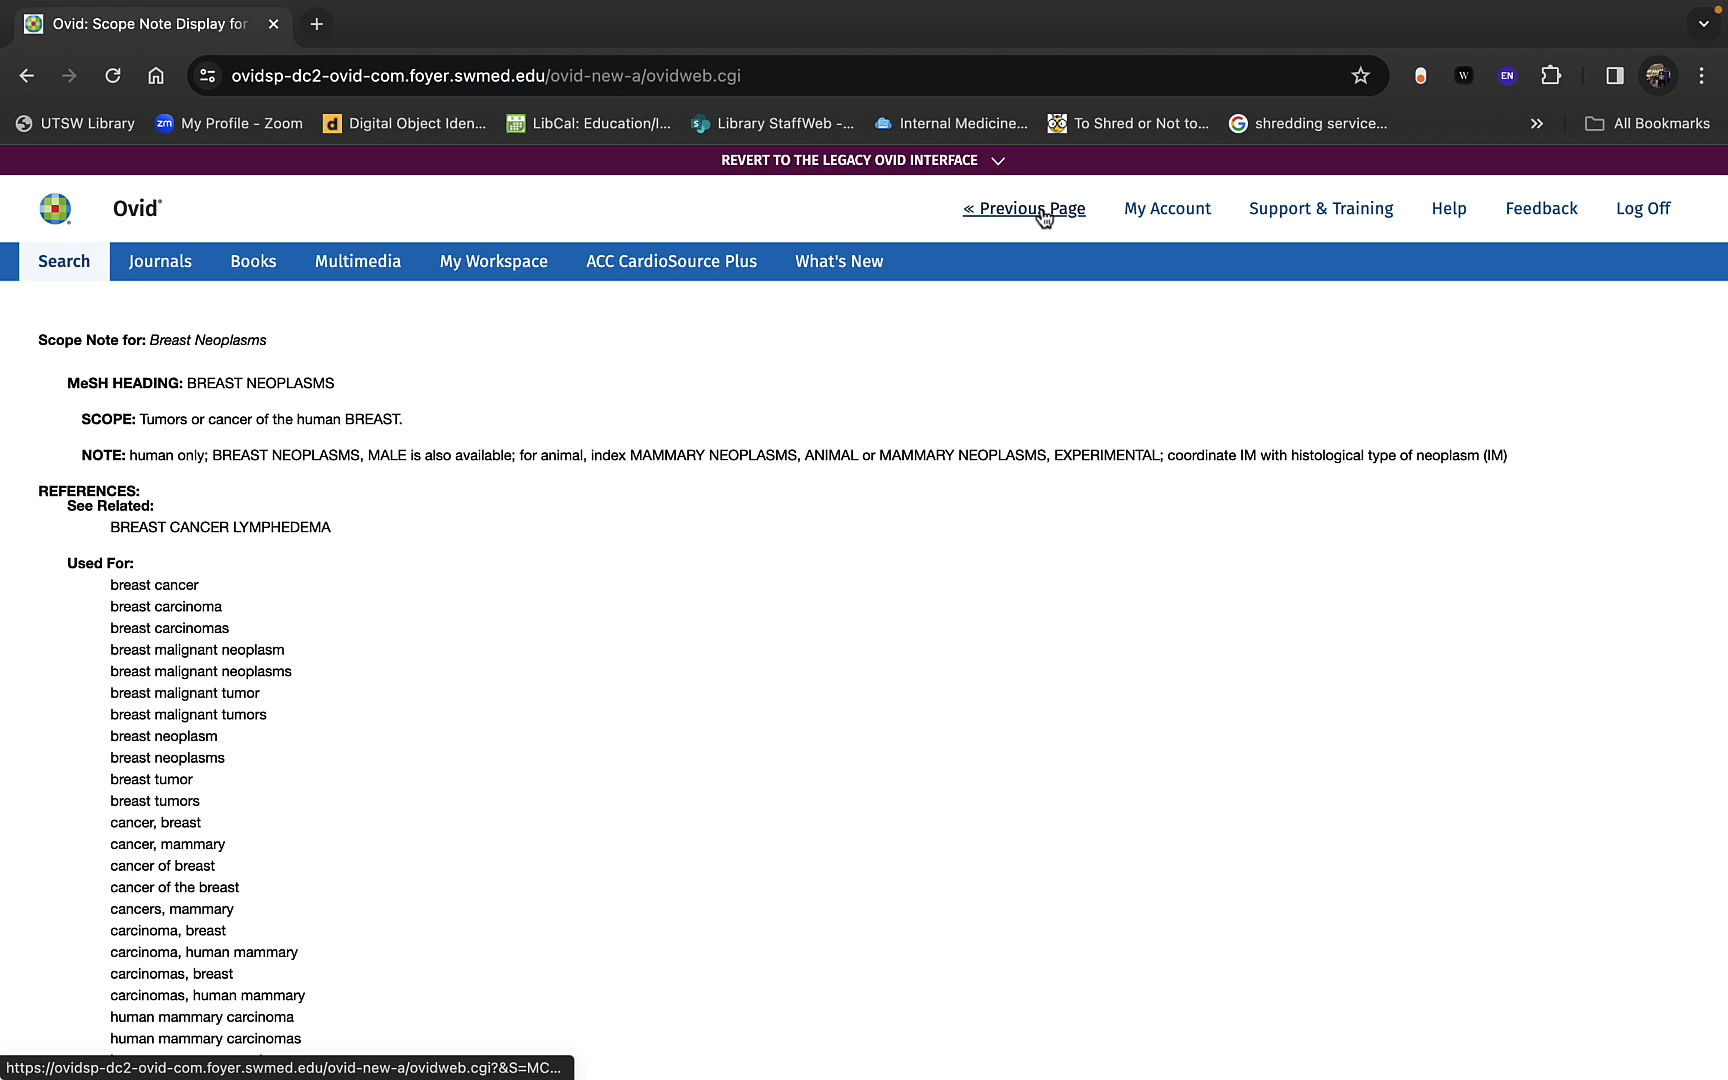 Ovid: Scope Note Display for
ovidsp-dc2-ovid-com.foyer.swmed.edu/ovid-new-a/ovidweb.cgi
W
EN
UTSW Library
zm
My Profile - Zoom
d
Digital Object Iden...
LibCal: Education/I...
S
Library StaffWeb -...
Internal Medicine...
To Shred or Not to...
G
shredding service...
All Bookmarks
REVERT TO THE LEGACY OVID INTERFACE
Ovid®
« Previous Page
My Account
Support & Training
Help
Feedback
Log Off
Search
Journals
Books
Multimedia
My Workspace
ACC CardioSource Plus
What's New
Scope Note for: Breast Neoplasms
MeSH HEADING: BREAST NEOPLASMS
SCOPE: Tumors or cancer of the human BREAST.
NOTE: human only; BREAST NEOPLASMS, MALE is also available; for animal, index MAMMARY NEOPLASMS, ANIMAL or MAMMARY NEOPLASMS, EXPERIMENTAL; coordinate IM with histological type of neoplasm (IM)
REFERENCES:
See Related:
BREAST CANCER LYMPHEDEMA
Used For:
breast cancer
breast carcinoma
breast carcinomas
breast malignant neoplasm
breast malignant neoplasms
breast malignant tumor
breast malignant tumors
breast neoplasm
breast neoplasms
breast tumor
breast tumors
cancer, breast
cancer, mammary
cancer of breast
cancer of the breast
cancers, mammary
carcinoma, breast
carcinoma, human mammary
carcinomas, breast
carcinomas, human mammary
human mammary carcinoma
human mammary carcinomas
https://ovidsp-dc2-ovid-com.foyer.swmed.edu/ovid-new-a/ovidweb.cgi?&S=MC...